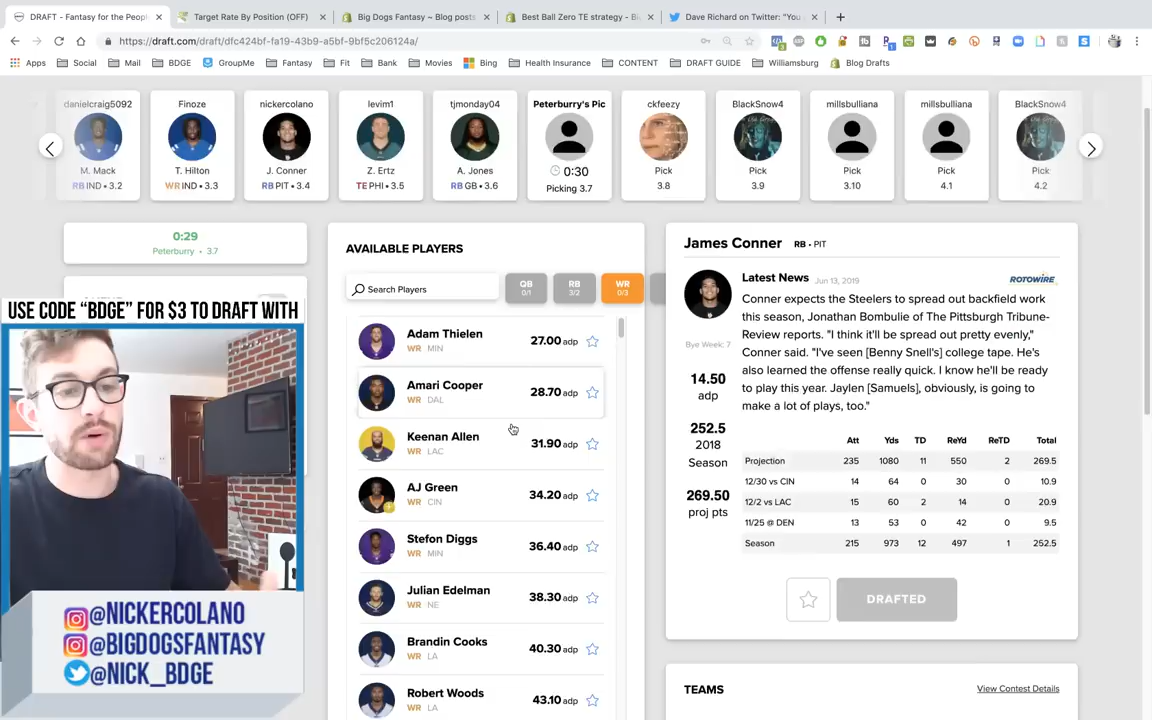 DRAFT - Fantasy for the Peopl
Target Rate By Position (OFF)
Big Dogs Fantasy ~ Blog posts
Best Ball Zero TE strategy - Bi
Dave Richard on Twitter: "You
https://draft.com/draft/dfc424bf-fa19-43b9-a5bf-9bf5c206124a/
Apps
Social
Mail
BDGE
GroupMe
Fantasy
Fit
Bank
Movies
Bing
Health Insurance
CONTENT
DRAFT GUIDE
Williamsburg
Blog Drafts
danielcraig5092
M. Mack
RB IND • 3.2
Finoze
T. Hilton
WR IND • 3.3
nickercolano
J. Conner
RB PIT • 3.4
levim1
Z. Ertz
TE PHI • 3.5
tjmonday04
A. Jones
RB GB • 3.6
Peterburry's Pic
0:30
Picking 3.7
ckfeezy
Pick
3.8
BlackSnow4
Pick
3.9
millsbulliana
Pick
3.10
millsbulliana
Pick
4.1
BlackSnow4
Pick
4.2
0:29
Peterburry • 3.7
USE CODE "BDGE" FOR $3 TO DRAFT WITH
@NICKERCOLANO
@BIGDOGSFANTASY
@NICK_BDGE
AVAILABLE PLAYERS
Search Players
QB
0/1
RB
3/2
WR
0/3
Adam Thielen
WR MIN
27.00 adp
Amari Cooper
WR DAL
28.70 adp
Keenan Allen
WR LAC
31.90 adp
AJ Green
WR CIN
34.20 adp
Stefon Diggs
WR MIN
36.40 adp
Julian Edelman
WR NE
38.30 adp
Brandin Cooks
WR LA
40.30 adp
Robert Woods
WR LA
43.10 adp
James Conner RB • PIT
Bye Week: 7
14.50
adp
252.5
2018
Season
269.50
proj pts
Latest News Jun 13, 2019
ROTOWIRE
Conner expects the Steelers to spread out backfield work
this season, Jonathan Bombulie of The Pittsburgh Tribune-
Review reports. "I think it'll be spread out pretty evenly,"
Conner said. "I've seen [Benny Snell's] college tape. He's
also learned the offense really quick. I know he'll be ready
to play this year. Jaylen [Samuels], obviously, is going to
make a lot of plays, too."
Att Yds TD ReYd ReTD Total
Projection 235 1080 11 550 2 269.5
12/30 vs CIN 14 64 0 30 0 10.9
12/2 vs LAC 15 60 2 14 0 20.9
11/25 @ DEN 13 53 0 42 0 9.5
Season 215 973 12 497 1 252.5
DRAFTED
TEAMS
View Contest Details